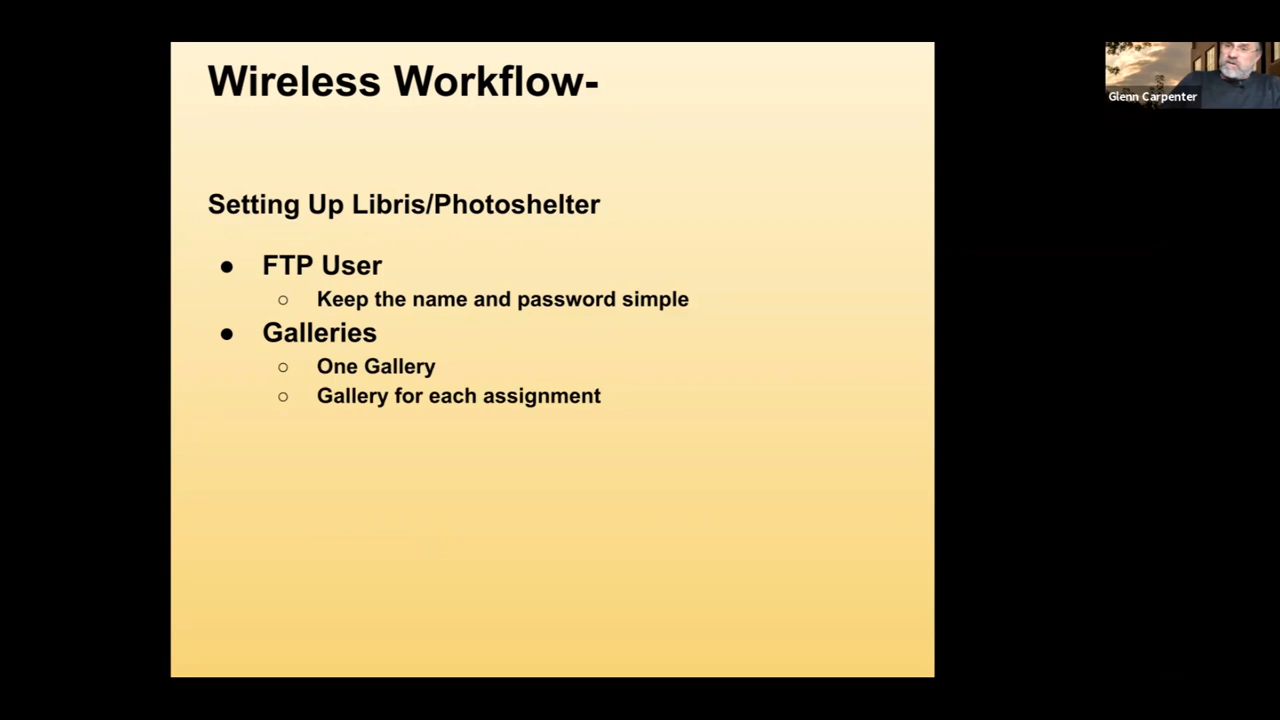 Wireless Workflow-
Glenn Carpenter
Setting Up Libris/Photoshelter
● FTP User
○ Keep the name and password simple
● Galleries
○ One Gallery
○ Gallery for each assignment